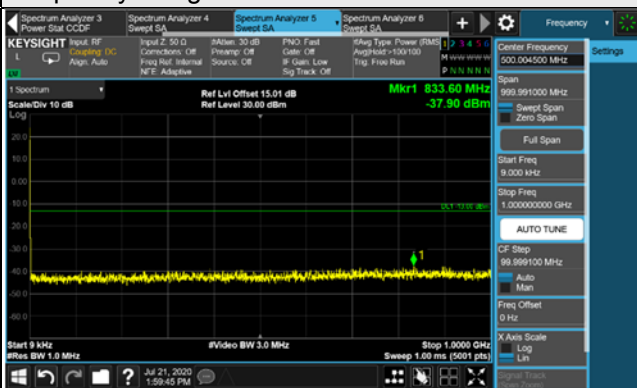 Spectrum Analyzer 3
Power Stat CCDF
Spectrum Analyzer 4
Swept SA
Spectrum Analyzer 5
Swept SA
Spectrum Analyzer 6
Swept SA
Frequency
KEYSIGHT
L
Input: RF
Coupling: DC
Align: Auto
Input Z: 50 Ω
Corrections: Off
Freq Ref: Internal
NFE: Adaptive
#Atten: 30 dB
Preamp: Off
Source: Off
PNO: Fast
Gate: Off
IF Gain: Low
Sig Track: Off
#Avg Type: Power (RMS)
Avg|Hold:>100/100
Trig: Free Run
1 2 3 4 5 6
M W W W W W
P N N N N N
1 Spectrum
Scale/Div 10 dB
Log
Ref Lvl Offset 15.01 dB
Ref Level 30.00 dBm
Mkr1 833.60 MHz
-37.90 dBm
20.0
10.0
0.00
-10.0
-20.0
-30.0
-40.0
-50.0
-60.0
DL1 -13.00 dBm
1
Start 9 kHz
#Res BW 1.0 MHz
#Video BW 3.0 MHz
Stop 1.0000 GHz
Sweep 1.00 ms (5001 pts)
Jul 21, 2020
1:59:45 PM
Center Frequency
500.004500 MHz
Settings
Span
999.991000 MHz
Swept Span
Zero Span
Full Span
Start Freq
9.000 kHz
Stop Freq
1.000000000 GHz
AUTO TUNE
CF Step
99.999100 MHz
Auto
Man
Freq Offset
0 Hz
X Axis Scale
Log
Lin
Signal Track
(Span Zoom)